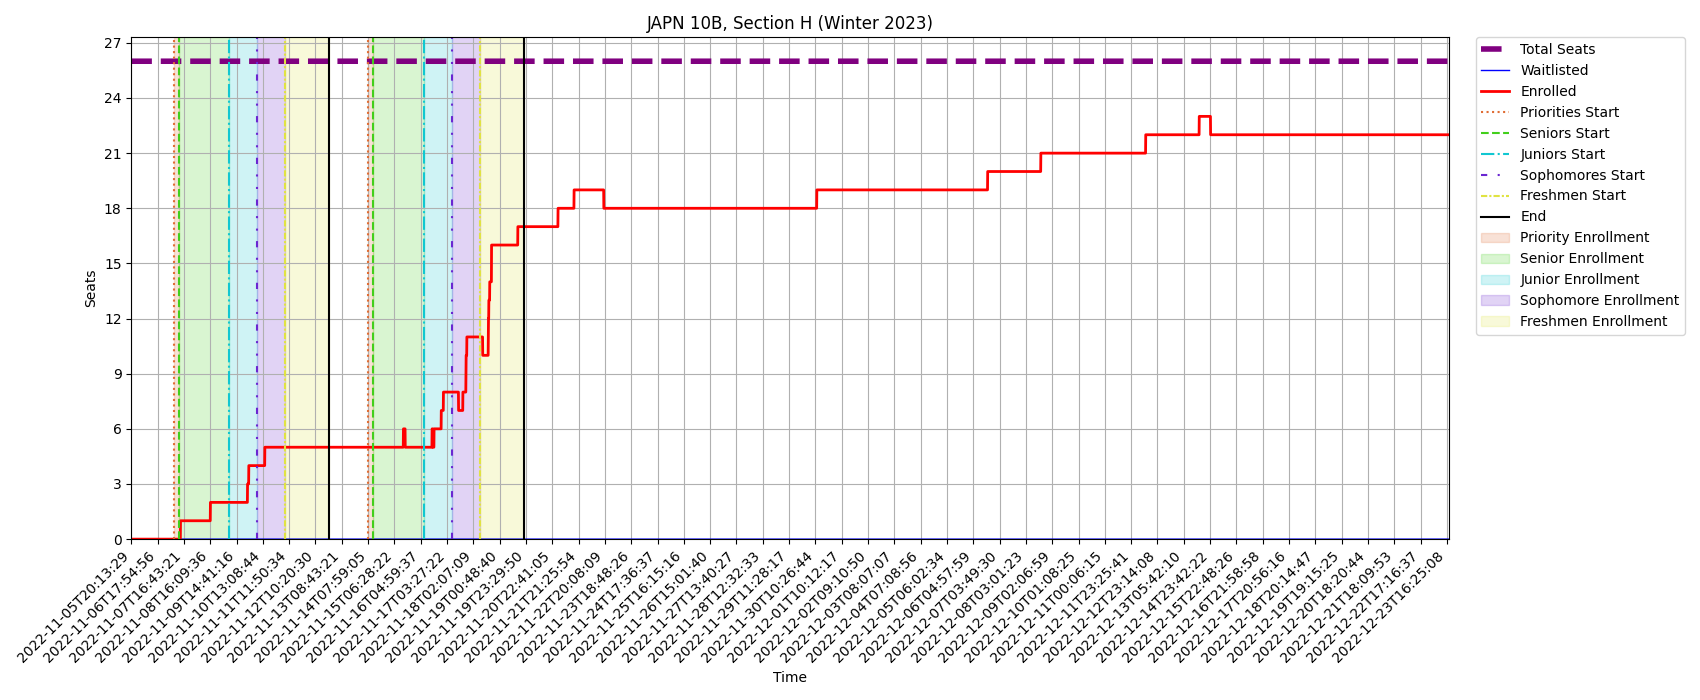 JAPN 10B, Section H (Winter 2023)
27
24
21
18
15
12
9
6
3
0
Seats
2022-11-05T20:13:29
2022-11-06T17:54:56
2022-11-07T16:43:21
2022-11-08T16:09:36
2022-11-09T14:41:16
2022-11-10T13:08:44
2022-11-11T11:50:34
2022-11-12T10:20:30
2022-11-13T08:43:21
2022-11-14T07:59:05
2022-11-15T06:28:22
2022-11-16T04:59:37
2022-11-17T03:27:22
2022-11-18T02:07:09
2022-11-19T00:48:40
2022-11-19T23:29:50
2022-11-20T22:41:05
2022-11-21T21:25:54
2022-11-22T20:08:09
2022-11-23T18:48:26
2022-11-24T17:36:37
2022-11-25T16:15:16
2022-11-26T15:01:40
2022-11-27T13:40:27
2022-11-28T12:32:33
2022-11-29T11:28:17
2022-11-30T10:26:44
2022-12-01T10:12:17
2022-12-02T09:10:50
2022-12-03T08:07:07
2022-12-04T07:08:56
2022-12-05T06:02:34
2022-12-06T04:57:59
2022-12-07T03:49:30
2022-12-08T03:01:23
2022-12-09T02:06:59
2022-12-10T01:08:25
2022-12-11T00:06:15
2022-12-11T23:25:41
2022-12-12T23:14:08
2022-12-13T05:42:10
2022-12-14T23:42:22
2022-12-15T22:48:26
2022-12-16T21:58:58
2022-12-17T20:56:16
2022-12-18T20:14:47
2022-12-19T19:15:25
2022-12-20T18:20:44
2022-12-21T18:09:53
2022-12-22T17:16:37
2022-12-23T16:25:08
Time
Total Seats
Waitlisted
Enrolled
Priorities Start
Seniors Start
Juniors Start
Sophomores Start
Freshmen Start
End
Priority Enrollment
Senior Enrollment
Junior Enrollment
Sophomore Enrollment
Freshmen Enrollment